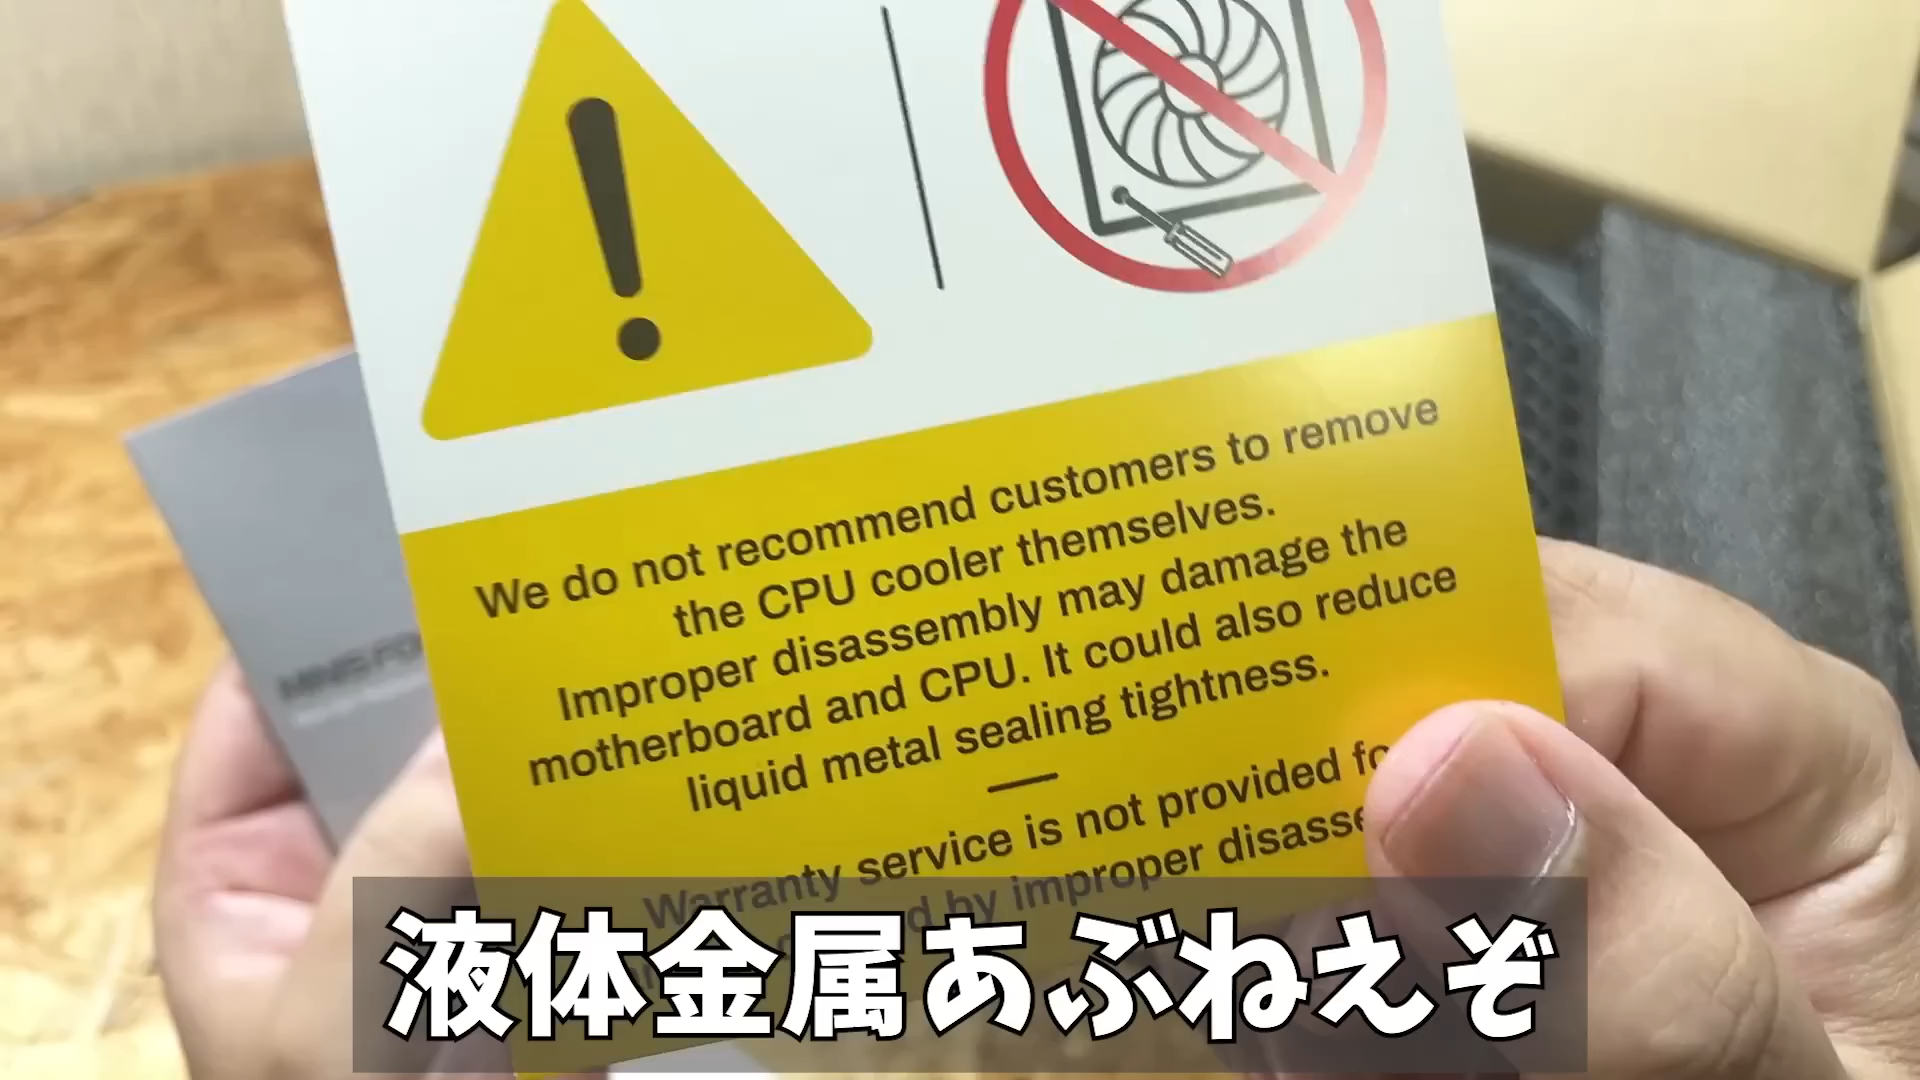 We do not recommend customers to remove
the CPU cooler themselves.
Improper disassembly may damage the
motherboard and CPU. It could also reduce
liquid metal sealing tightness.
Warranty service is not provided
by improper
液体金属あぶねえぞ